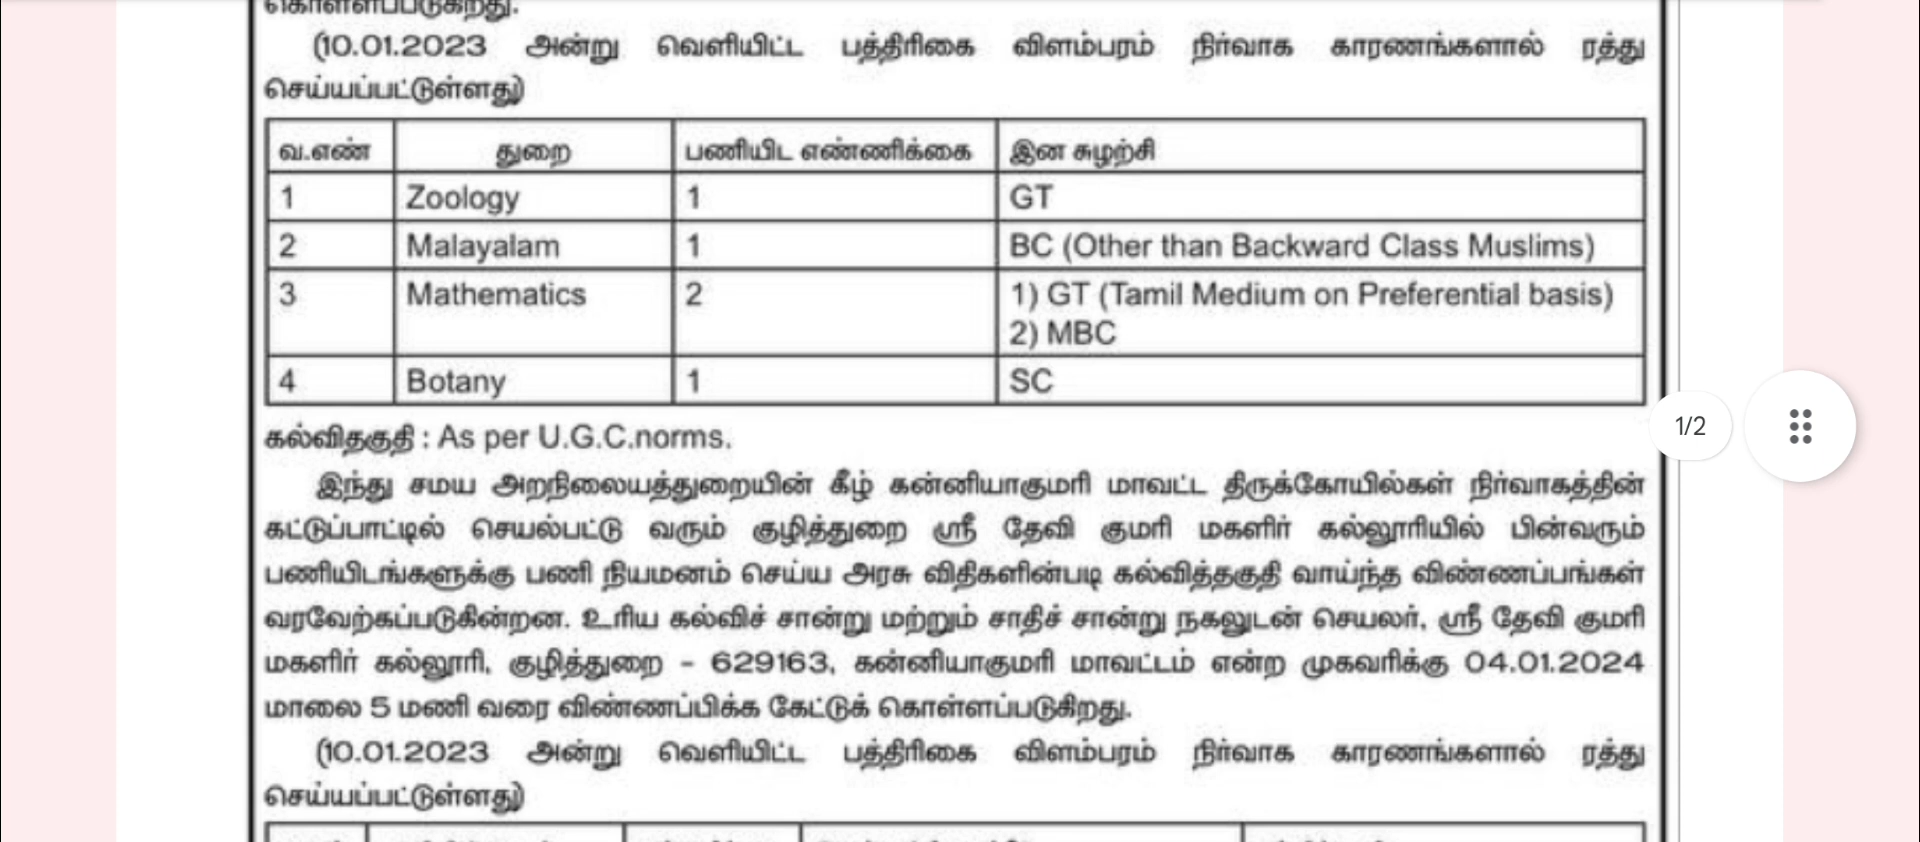 கொள்ளப்படுகிறது.
(10.01.2023 அன்று வெளியிட்ட பத்திரிகை விளம்பரம் நிர்வாக காரணங்களால் ரத்து
செய்யப்பட்டுள்ளது)
வ.எண் துறை பணியிட எண்ணிக்கை இன சுழற்சி
1 Zoology 1 GT
2 Malayalam 1 BC (Other than Backward Class Muslims)
3 Mathematics 2 1) GT (Tamil Medium on Preferential basis)
2) MBC
4 Botany 1 SC
கல்விதகுதி : As per U.G.C.norms.
இந்து சமய அறநிலையத்துறையின் கீழ் கன்னியாகுமரி மாவட்ட திருக்கோயில்கள் நிர்வாகத்தின்
கட்டுப்பாட்டில் செயல்பட்டு வரும் குழித்துறை ஸ்ரீ தேவி குமரி மகளிர் கல்லூரியில் பின்வரும்
பணியிடங்களுக்கு பணி நியமனம் செய்ய அரசு விதிகளின்படி கல்வித்தகுதி வாய்ந்த விண்ணப்பங்கள்
வரவேற்கப்படுகின்றன. உரிய கல்விச் சான்று மற்றும் சாதிச் சான்று நகலுடன் செயலர், ஸ்ரீ தேவி குமரி
மகளிர் கல்லூரி, குழித்துறை - 629163, கன்னியாகுமரி மாவட்டம் என்ற முகவரிக்கு 04.01.2024
மாலை 5 மணி வரை விண்ணப்பிக்க கேட்டுக் கொள்ளப்படுகிறது.
(10.01.2023 அன்று வெளியிட்ட பத்திரிகை விளம்பரம் நிர்வாக காரணங்களால் ரத்து
செய்யப்பட்டுள்ளது)
1/2